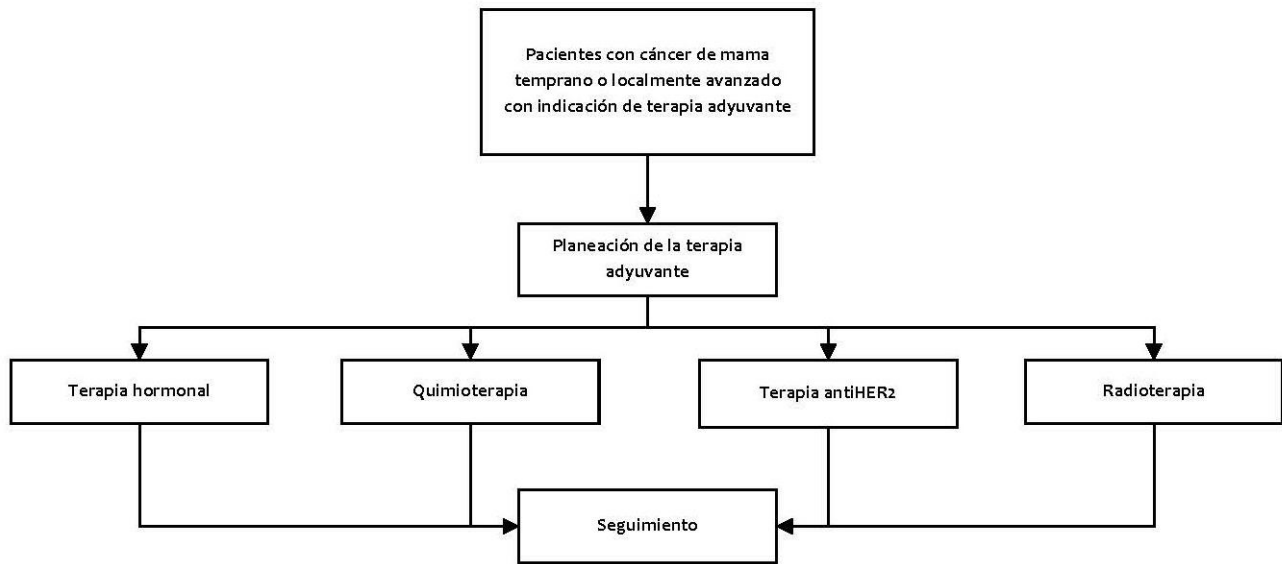 Pacientes con cáncer de mama
temprano o localmente avanzado
con indicación de terapia adyuvante
Planeación de la terapia
adyuvante
Terapia hormonal
Quimioterapia
Terapia antiHER2
Radioterapia
Seguimiento